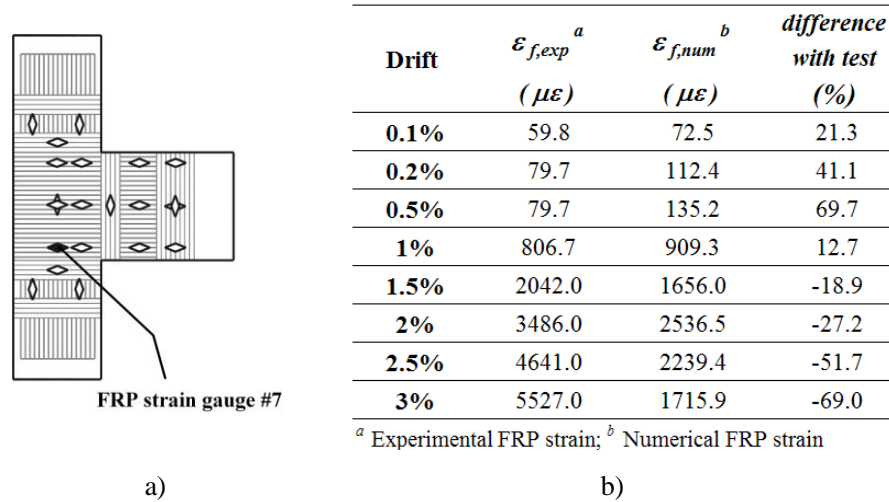 FRP strain gauge #7
a)
Drift ε f,exp a (με) ε f,num b (με) difference with test (%)
0.1% 59.8 72.5 21.3
0.2% 79.7 112.4 41.1
0.5% 79.7 135.2 69.7
1% 806.7 909.3 12.7
1.5% 2042.0 1656.0 -18.9
2% 3486.0 2536.5 -27.2
2.5% 4641.0 2239.4 -51.7
3% 5527.0 1715.9 -69.0
a Experimental FRP strain; b Numerical FRP strain
b)